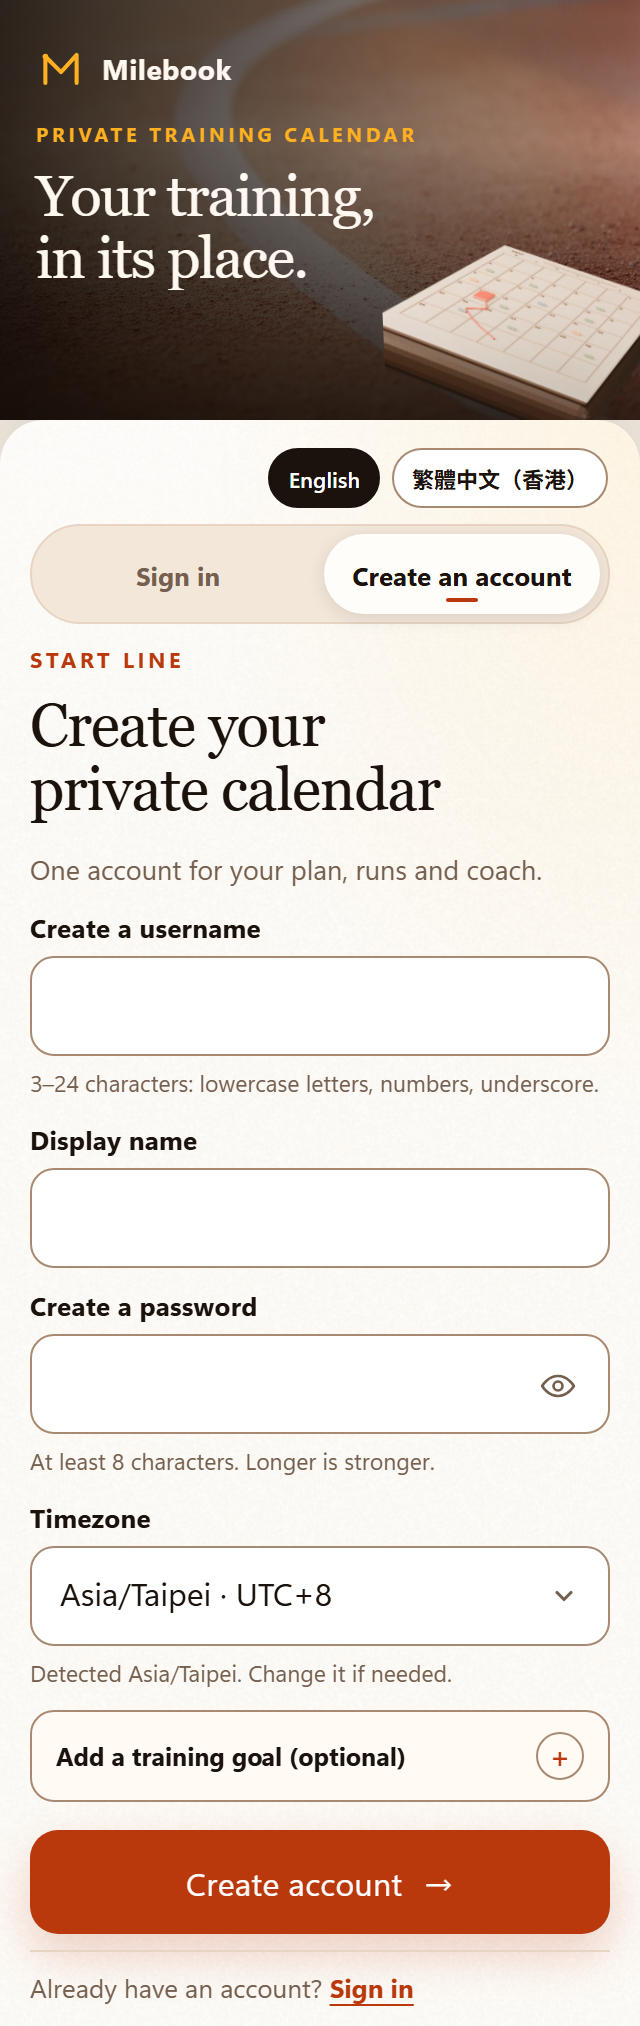 Milebook
PRIVATE TRAINING CALENDAR
Your training,
in its place.
English
繁體中文（香港）
Sign in
Create an account
START LINE
Create your
private calendar
One account for your plan, runs and coach.
Create a username
3–24 characters: lowercase letters, numbers, underscore.
Display name
Create a password
At least 8 characters. Longer is stronger.
Timezone
Asia/Taipei · UTC+8
Detected Asia/Taipei. Change it if needed.
Add a training goal (optional)
+
Create account →
Already have an account? Sign in